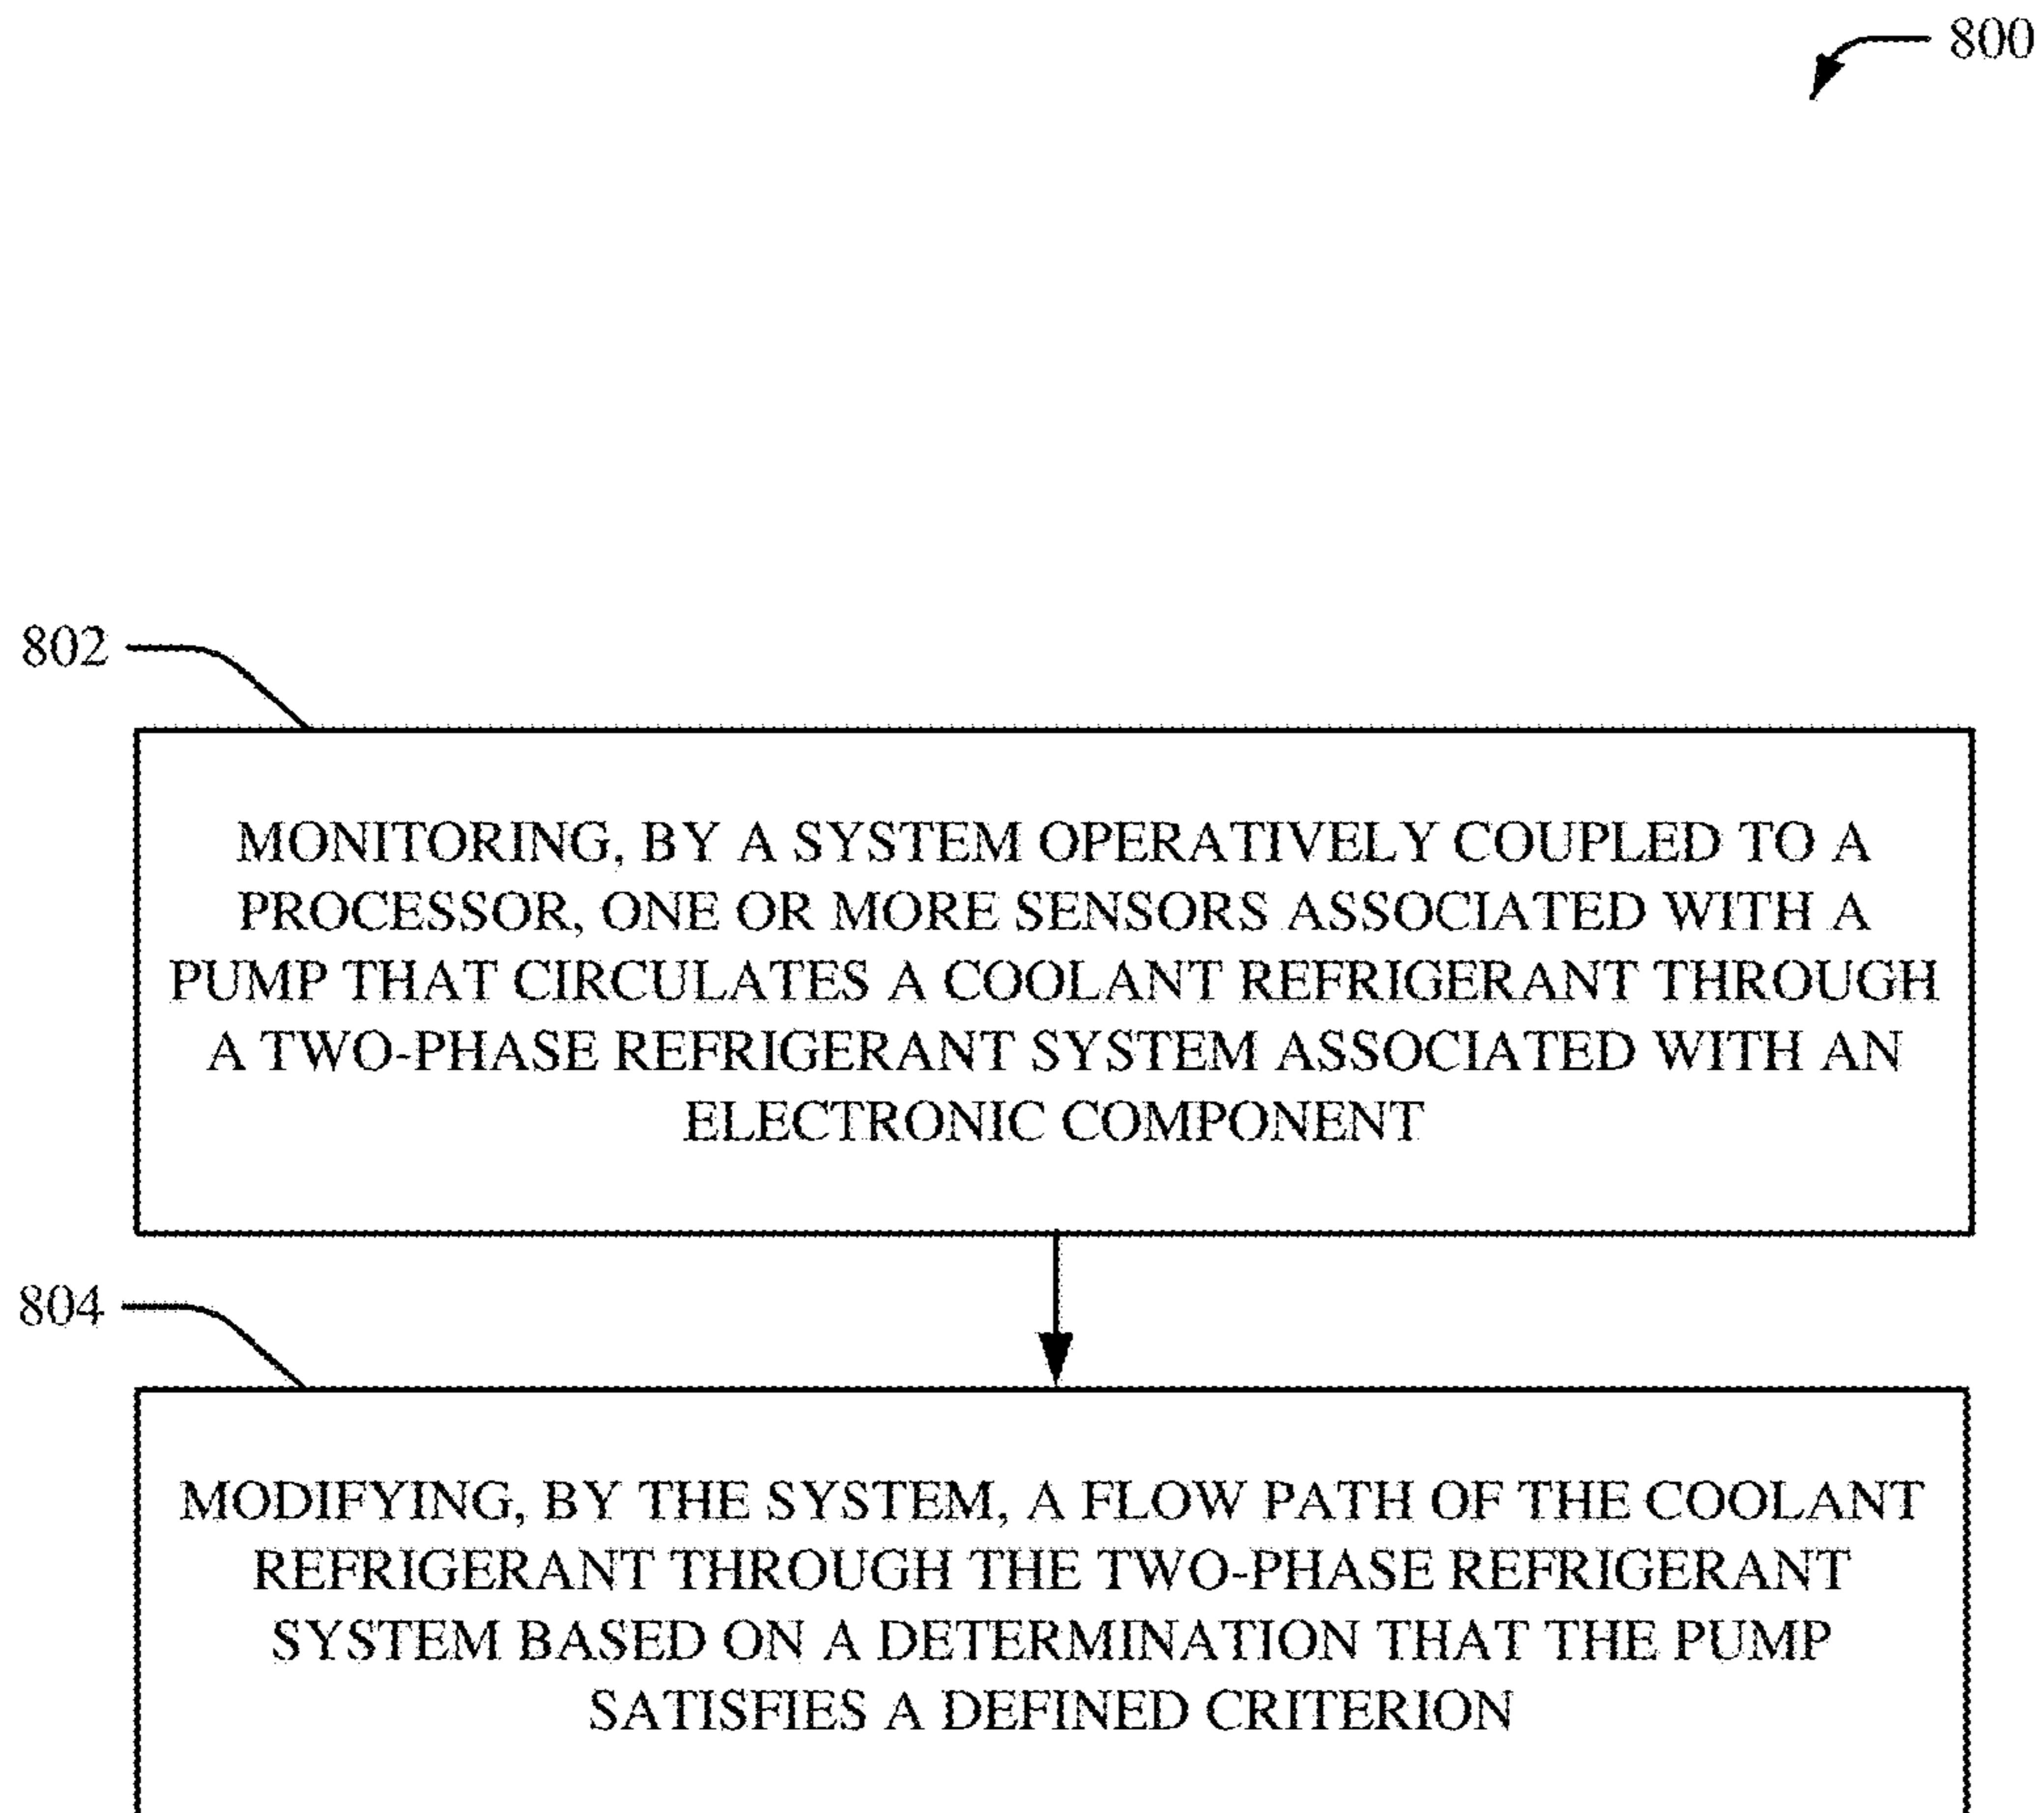 800
802
MONITORING, BY A SYSTEM OPERATIVELY COUPLED TO A
PROCESSOR, ONE OR MORE SENSORS ASSOCIATED WITH A
PUMP THAT CIRCULATES A COOLANT REFRIGERANT THROUGH
A TWO-PHASE REFRIGERANT SYSTEM ASSOCIATED WITH AN
ELECTRONIC COMPONENT
804
MODIFYING, BY THE SYSTEM, A FLOW PATH OF THE COOLANT
REFRIGERANT THROUGH THE TWO-PHASE REFRIGERANT
SYSTEM BASED ON A DETERMINATION THAT THE PUMP
SATISFIES A DEFINED CRITERION